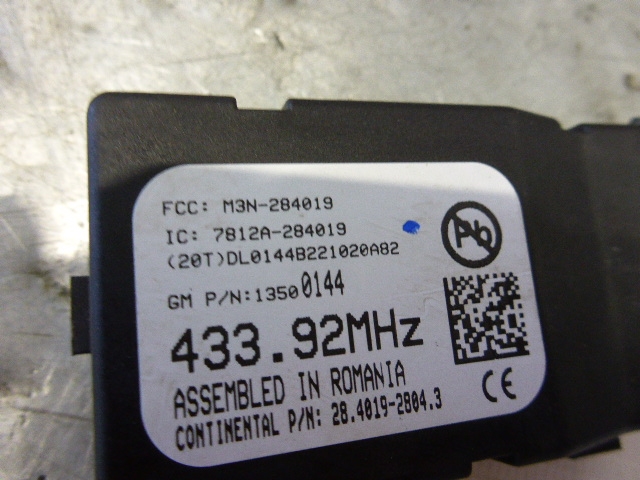 FCC: M3N-284019
IC: 7812A-284019
(20T)DL0144B221020A82
Pb
GM P/N:13500144
433.92MHz
ASSEMBLED IN ROMANIA
CE
CONTINENTAL P/N: 28.4019-2804.3